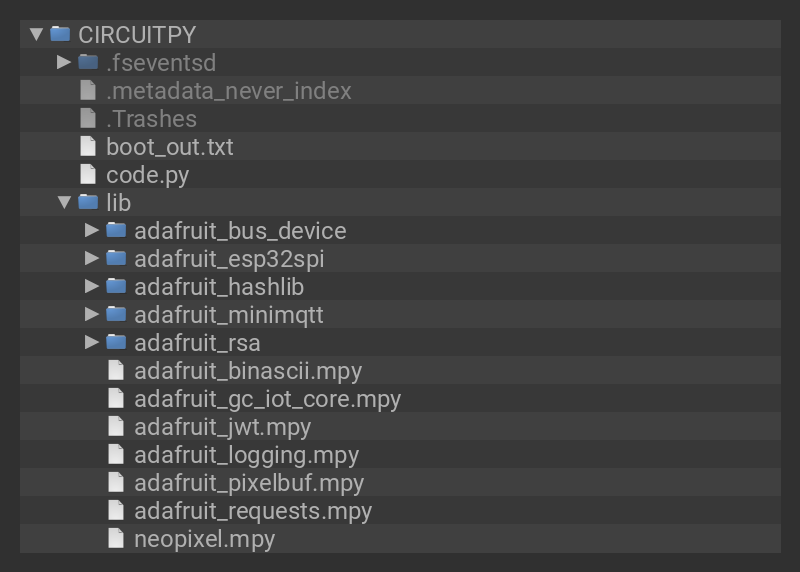 CIRCUITPY
.fseventsd
.metadata_never_index
.Trashes
boot_out.txt
code.py
lib
adafruit_bus_device
adafruit_esp32spi
adafruit_hashlib
adafruit_minimqtt
adafruit_rsa
adafruit_binascii.mpy
adafruit_gc_iot_core.mpy
adafruit_jwt.mpy
adafruit_logging.mpy
adafruit_pixelbuf.mpy
adafruit_requests.mpy
neopixel.mpy